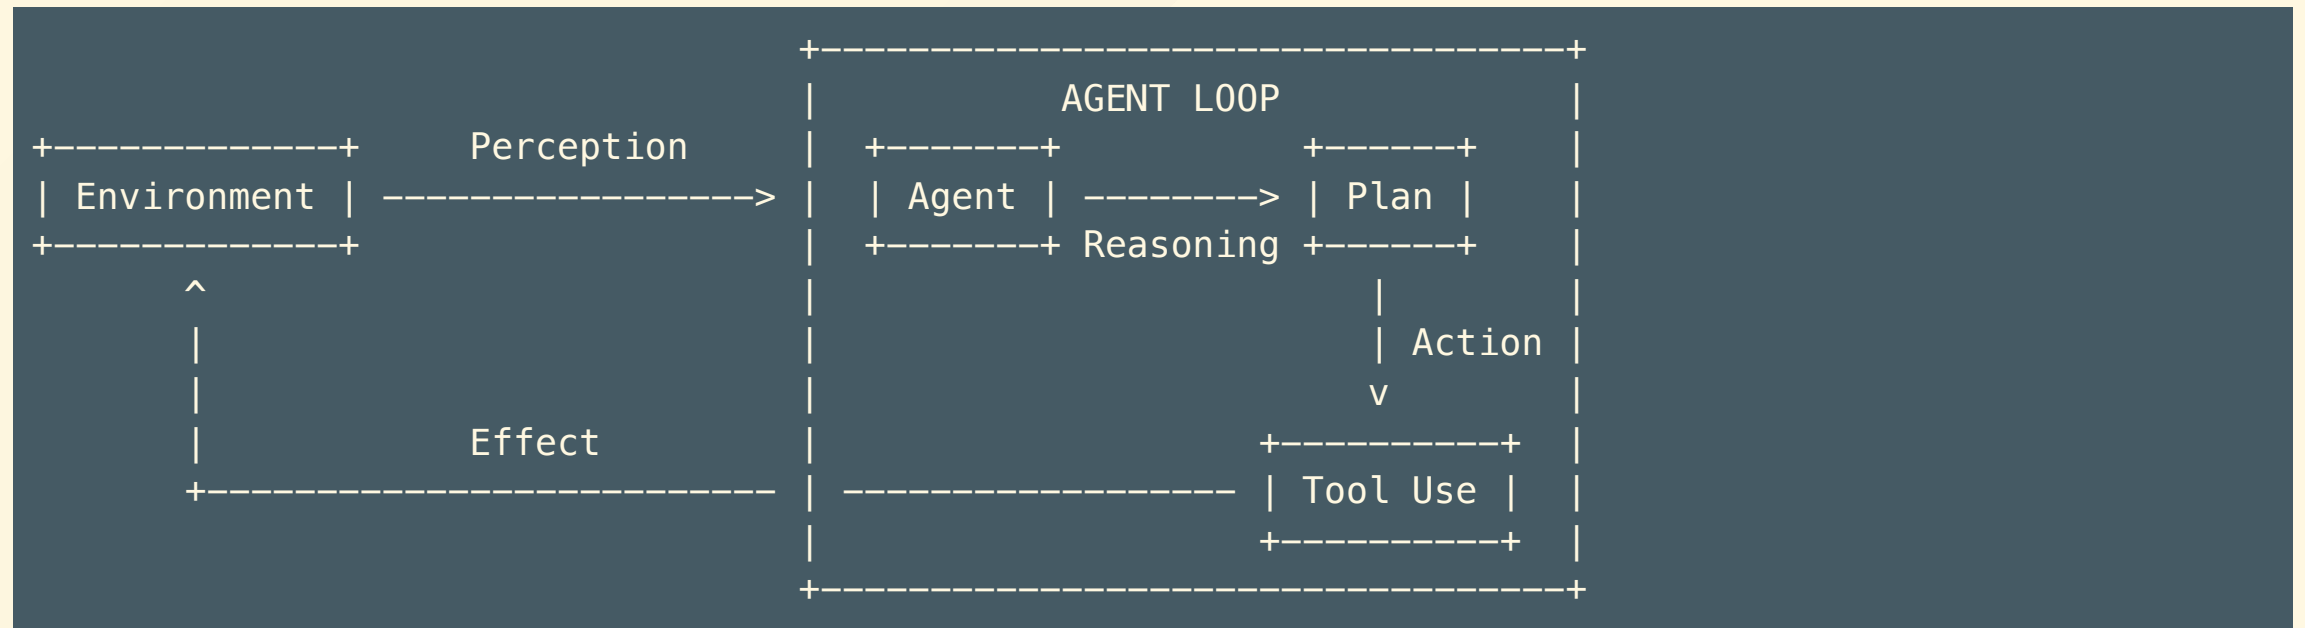 +----------------------------------+
                                   |           AGENT LOOP             |
+-------------+     Perception     |  +-------+           +------+    |
| Environment | -----------------> |  | Agent | --------> | Plan |    |
+-------------+                    |  +-------+ Reasoning +------+    |
       ^                           |                         |        |
       |                           |                         | Action |
       |                           |                         v        |
       |            Effect         |                    +----------+  |
       +-------------------------- | ------------------ | Tool Use |  |
                                   |                    +----------+  |
                                   +----------------------------------+